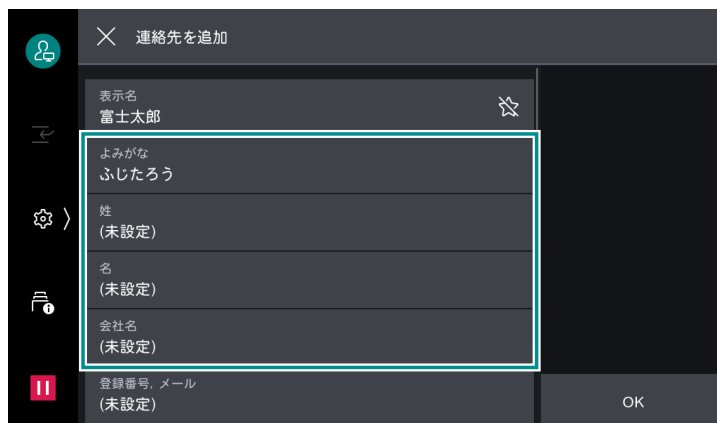 連絡先を追加
表示名
富士太郎
よみがな
ふじたろう
姓
(未設定)
名
(未設定)
会社名
(未設定)
登録番号, メール
(未設定)
OK